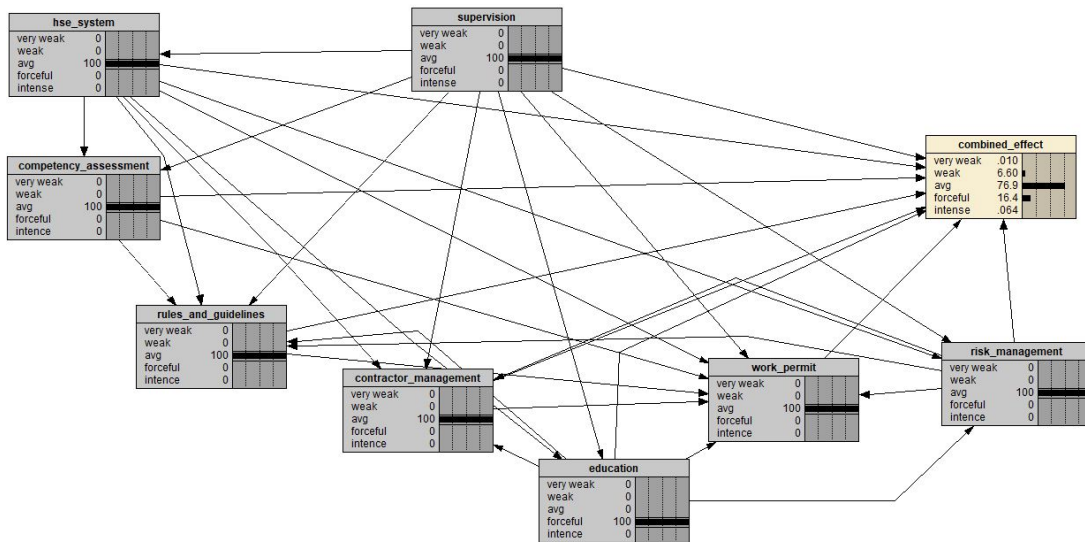 hse_system
very weak 0
weak 0
avg 100
forceful 0
intense 0
supervision
very weak 0
weak 0
avg 100
forceful 0
intense 0
combined_effect
very weak .010
weak 6.60
avg 76.9
forceful 16.4
intense .064
competency_assessment
very weak 0
weak 0
avg 100
forceful 0
intence 0
rules_and_guidelines
very weak 0
weak 0
avg 100
forceful 0
intence 0
contractor_management
very weak 0
weak 0
avg 100
forceful 0
intence 0
work_permit
very weak 0
weak 0
avg 100
forceful 0
intence 0
risk_management
very weak 0
weak 0
avg 100
forceful 0
intence 0
education
very weak 0
weak 0
avg 0
forceful 100
intence 0